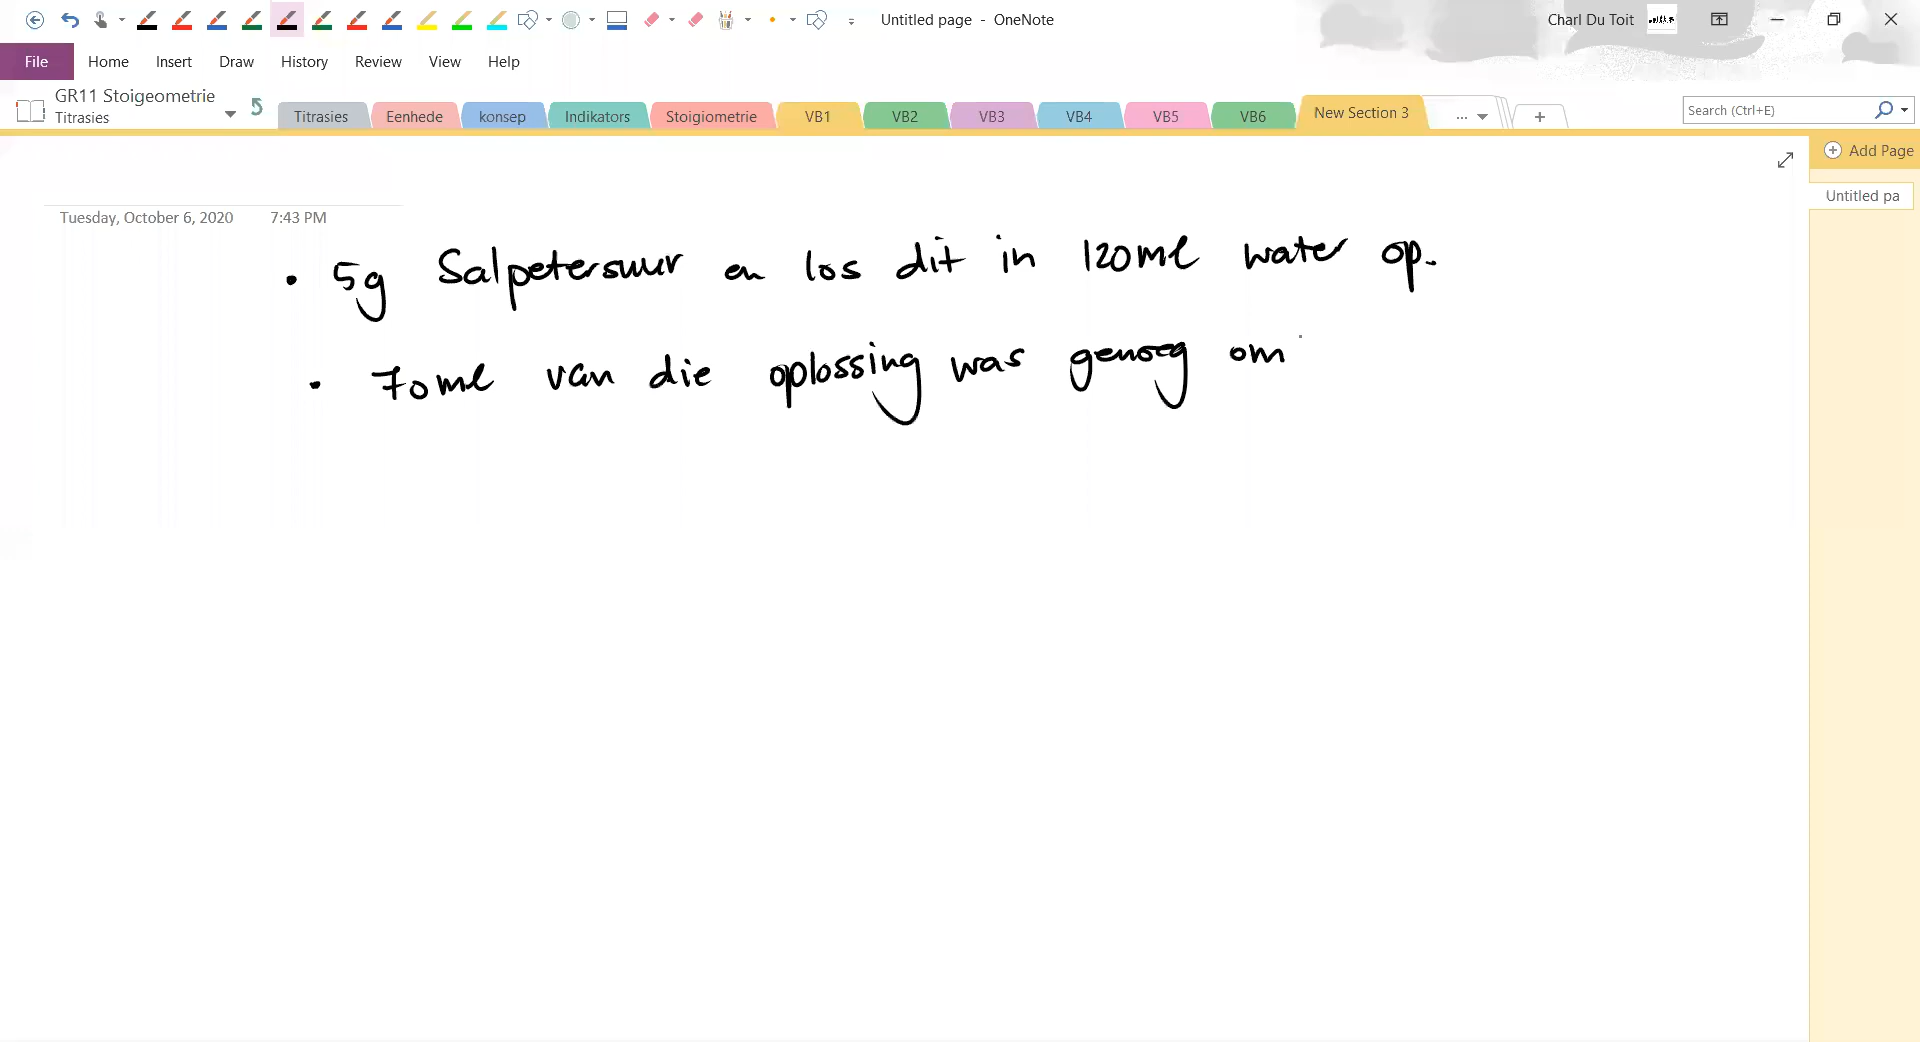 Untitled page - OneNote
Charl Du Toit
File Home Insert Draw History Review View Help
GR11 Stoigeometrie
Titrasies
Titrasies Eenhede konsep Indikators Stoigiometrie VB1 VB2 VB3 VB4 VB5 VB6 New Section 3 ... +
Search (Ctrl+E)
Add Page
Untitled pa
Tuesday, October 6, 2020 7:43 PM
• 5g Salpetersuur en los dit in 120ml water op.
• 70ml van die oplossing was genoeg om